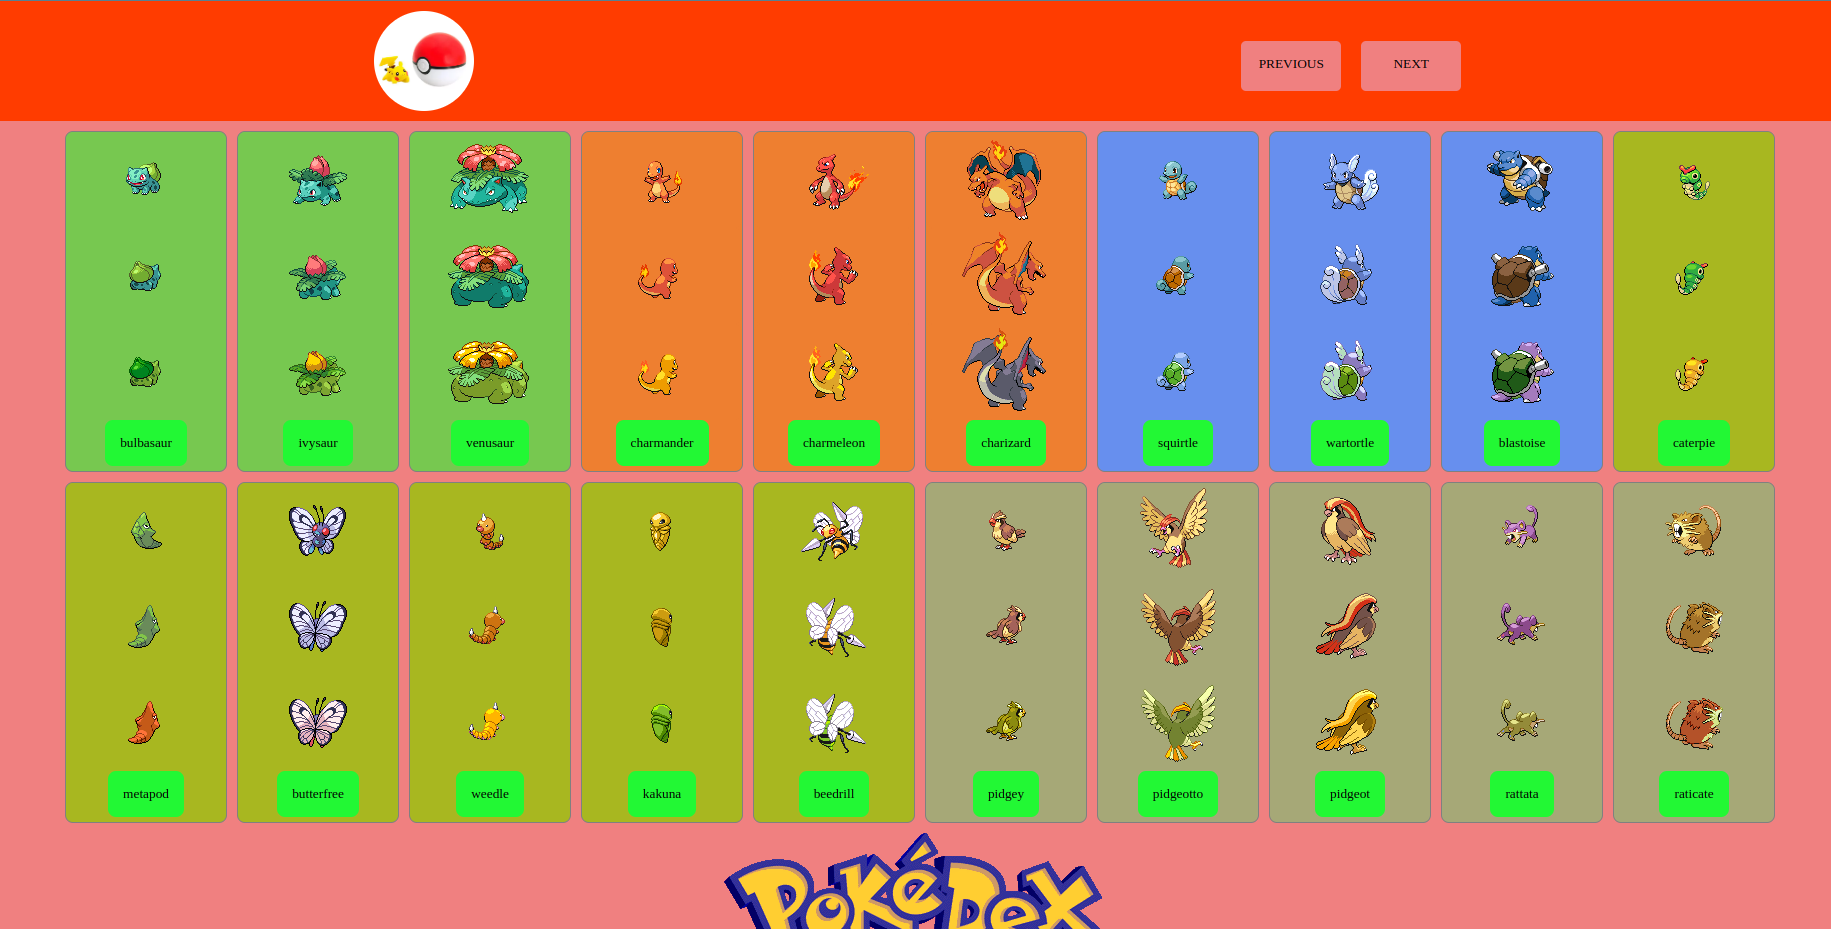 PREVIOUS
NEXT
bulbasaur
ivysaur
venusaur
charmander
charmeleon
charizard
squirtle
wartortle
blastoise
caterpie
metapod
butterfree
weedle
kakuna
beedrill
pidgey
pidgeotto
pidgeot
rattata
raticate
POKéDEX